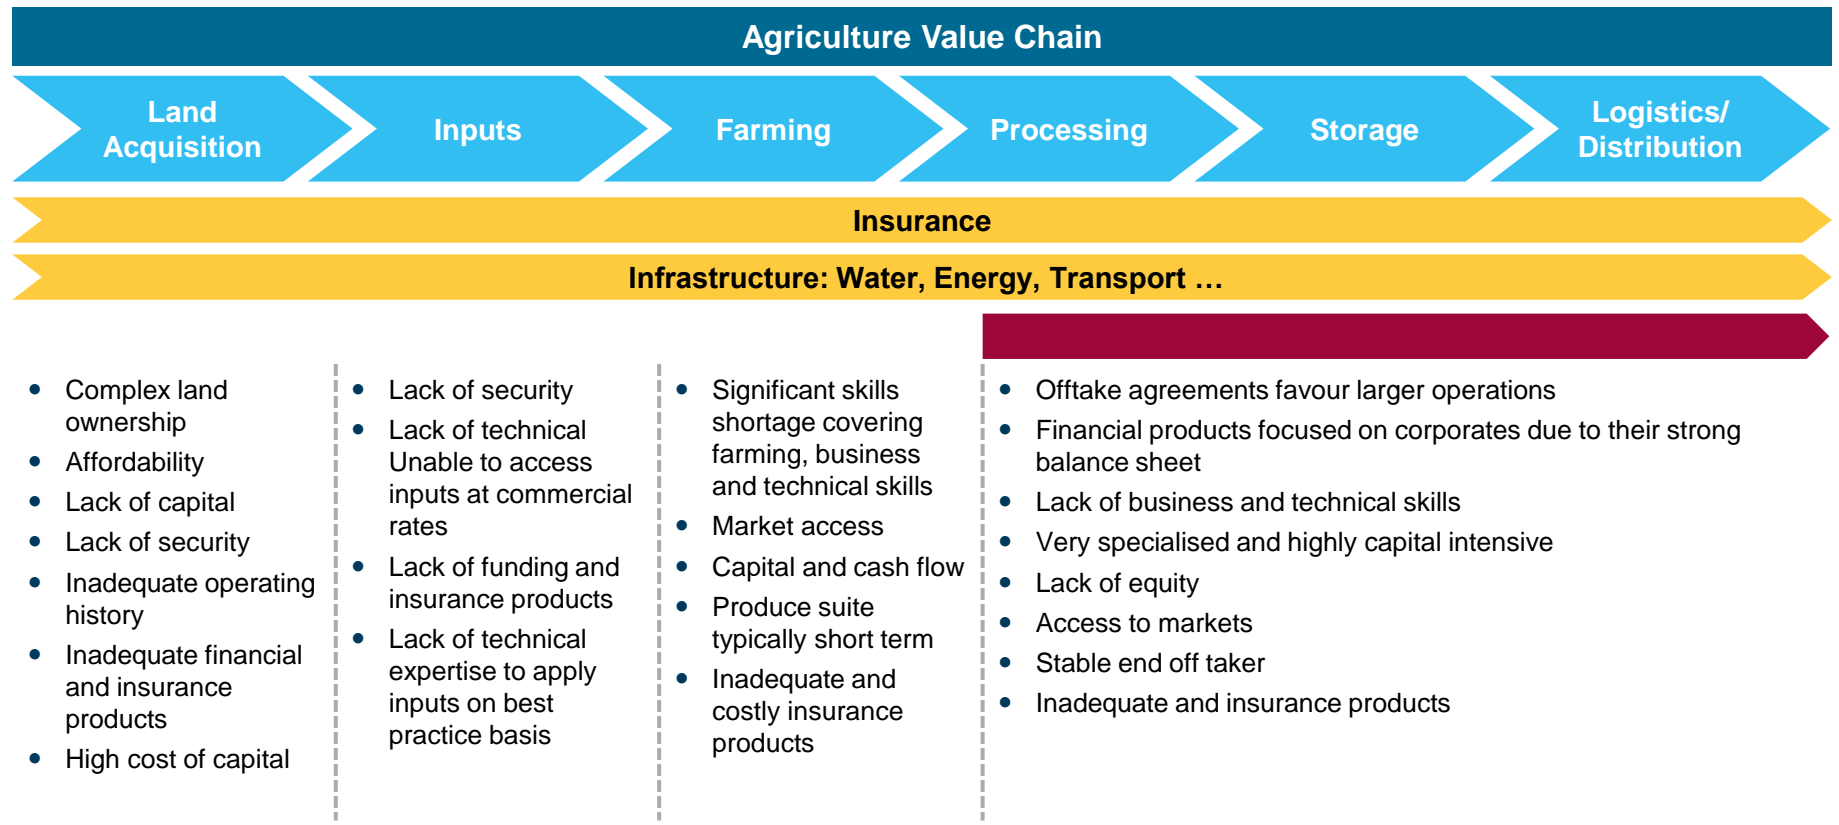 Agriculture Value Chain
Land
Acquisition
Inputs
Farming
Processing
Storage
Logistics/
Distribution
Insurance
Infrastructure: Water, Energy, Transport …
• Complex land
ownership
• Affordability
• Lack of capital
• Lack of security
• Inadequate operating
history
• Inadequate financial
and insurance
products
• High cost of capital
• Lack of security
• Lack of technical
Unable to access
inputs at commercial
rates
• Lack of funding and
insurance products
• Lack of technical
expertise to apply
inputs on best
practice basis
• Significant skills
shortage covering
farming, business
and technical skills
• Market access
• Capital and cash flow
• Produce suite
typically short term
• Inadequate and
costly insurance
products
• Offtake agreements favour larger operations
• Financial products focused on corporates due to their strong
balance sheet
• Lack of business and technical skills
• Very specialised and highly capital intensive
• Lack of equity
• Access to markets
• Stable end off taker
• Inadequate and insurance products